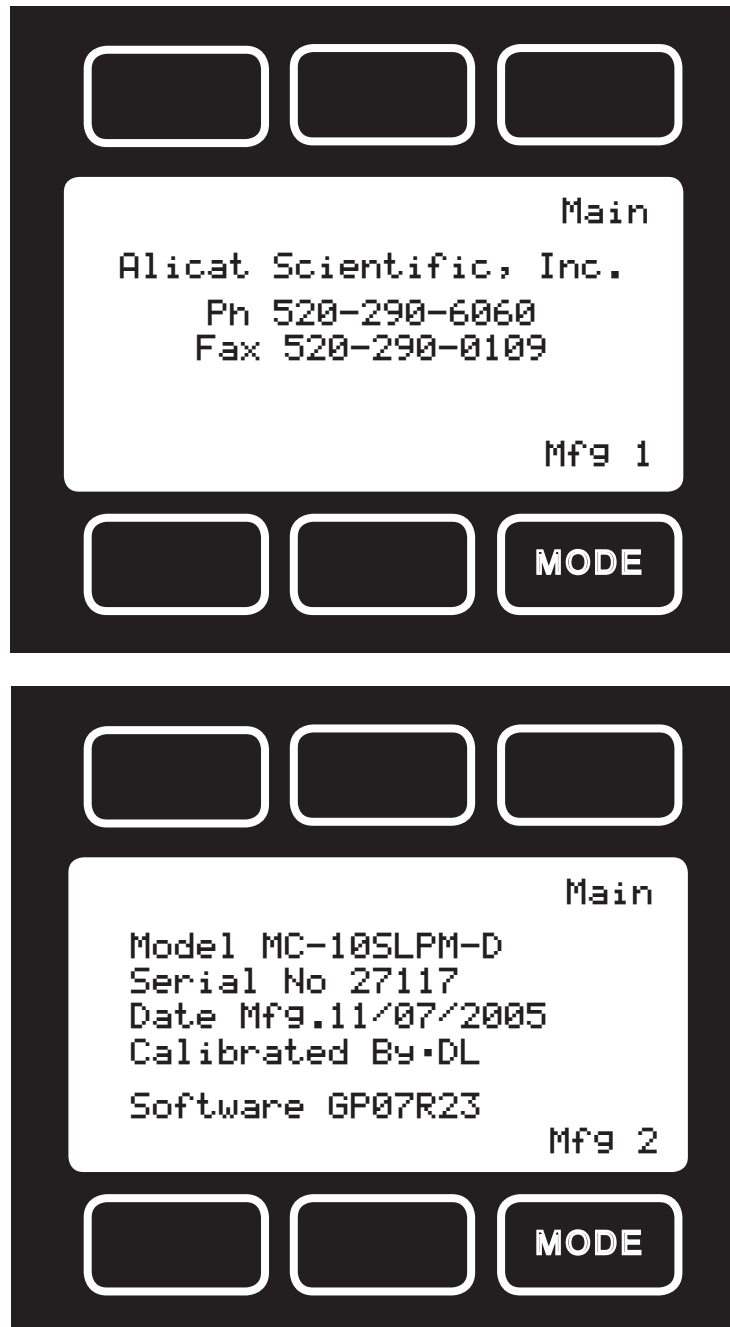 Main
Alicat Scientific, Inc.
Ph 520-290-6060
Fax 520-290-0109
Mfg 1
MODE
Main
Model MC-10SLPM-D
Serial No 27117
Date Mfg.11/07/2005
Calibrated By·DL
Software GP07R23
Mfg 2
MODE